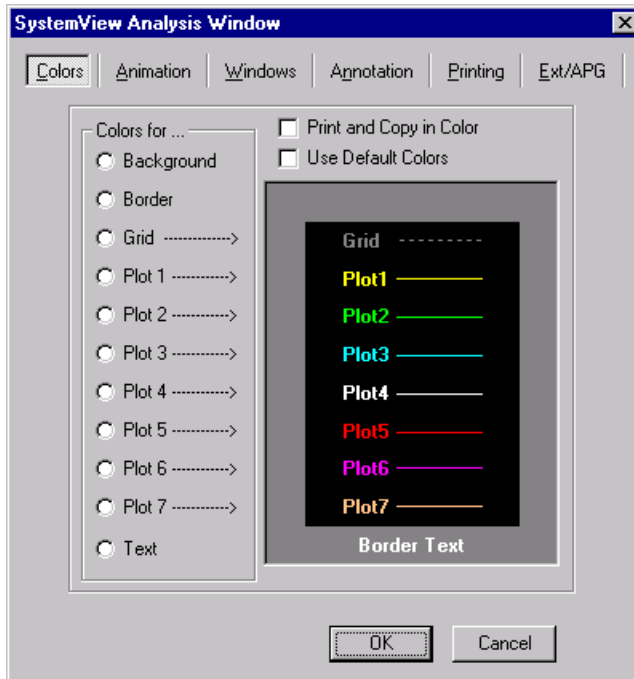 SystemView Analysis Window
Colors Animation Windows Annotation Printing Ext/APG
Colors for ...
Background
Border
Grid ------------->
Plot 1 ------------>
Plot 2 ------------>
Plot 3 ------------>
Plot 4 ------------>
Plot 5 ------------>
Plot 6 ------------>
Plot 7 ------------>
Text
Print and Copy in Color
Use Default Colors
Grid
Plot1
Plot2
Plot3
Plot4
Plot5
Plot6
Plot7
Border Text
OK Cancel